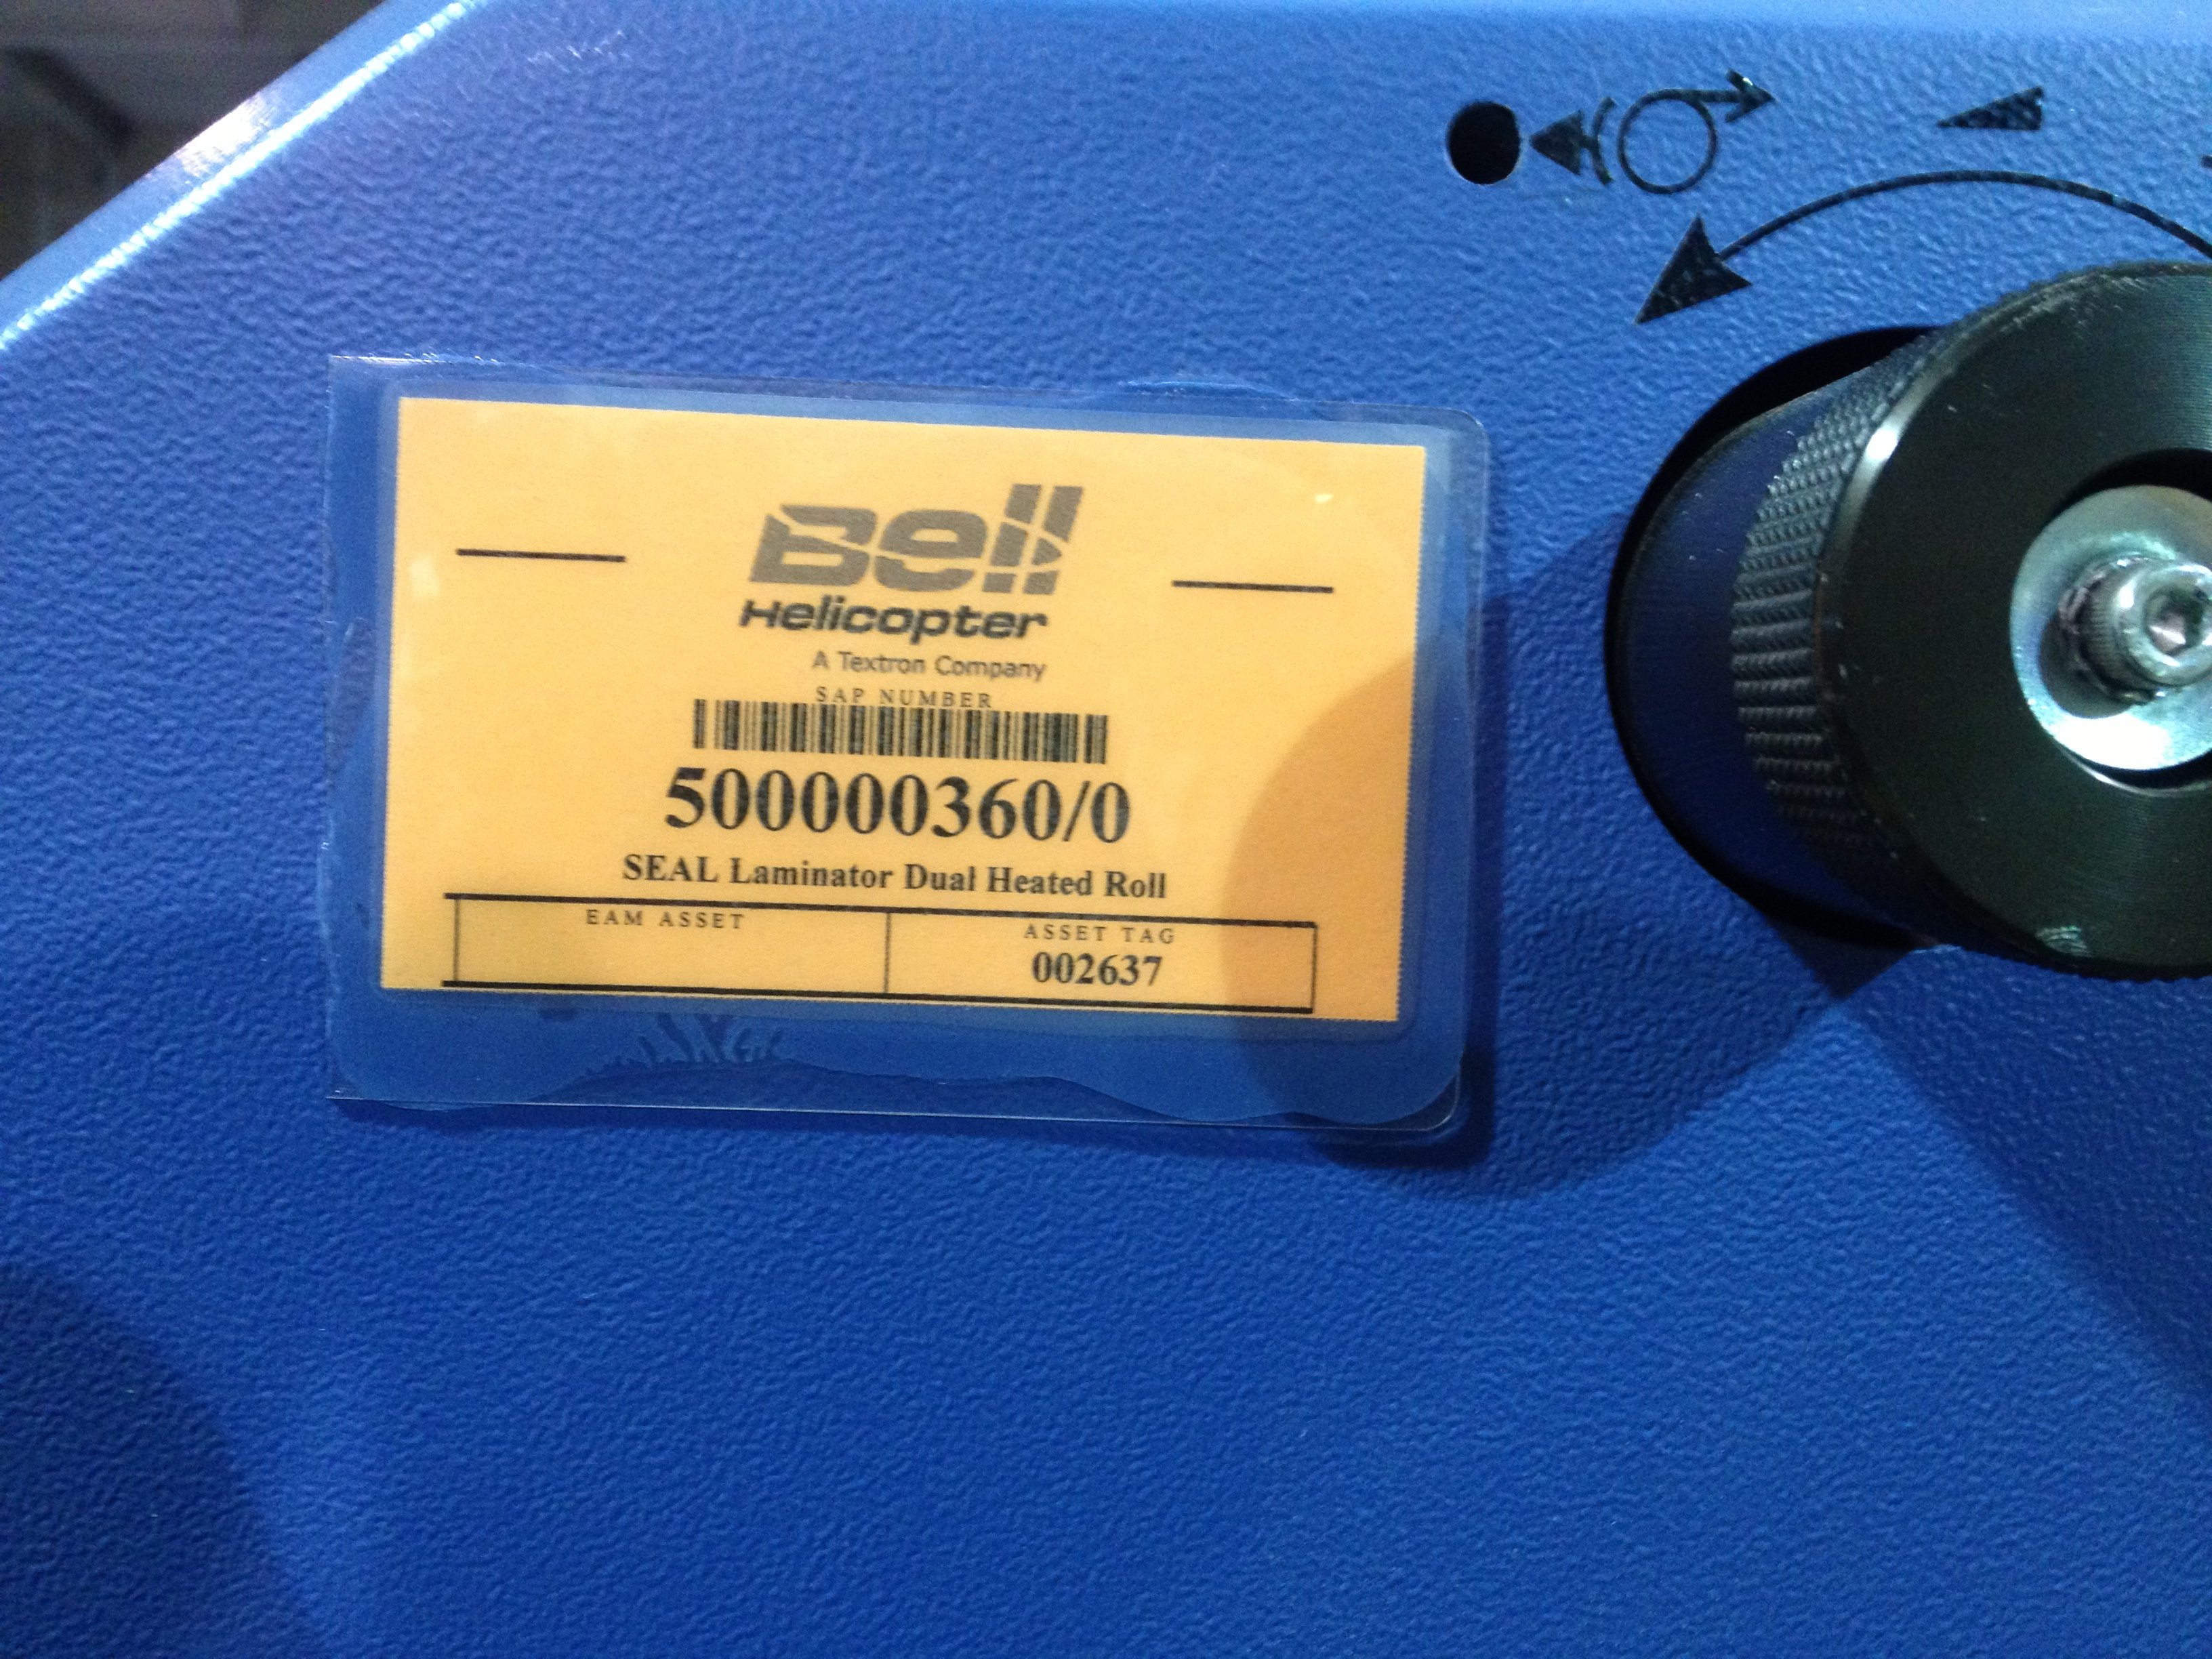 Bell
Helicopter
A Textron Company
SAP NUMBER
500000360/0
SEAL Laminator Dual Heated Roll
EAM ASSET
ASSET TAG
002637